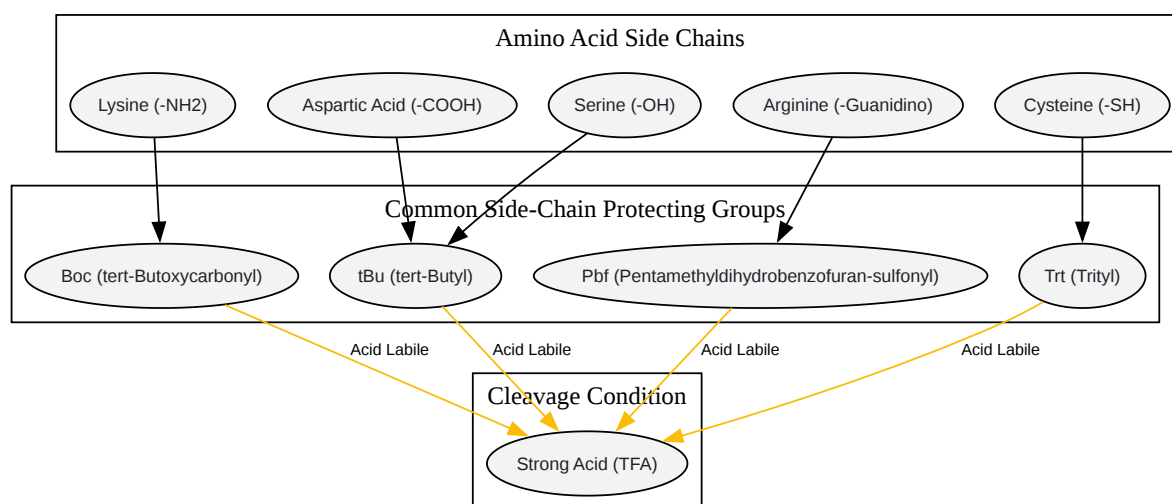 Amino Acid Side Chains
Lysine (-NH2)
Aspartic Acid (-COOH)
Serine (-OH)
Arginine (-Guanidino)
Cysteine (-SH)
Common Side-Chain Protecting Groups
Boc (tert-Butoxycarbonyl)
tBu (tert-Butyl)
Pbf (Pentamethyldihydrobenzofuran-sulfonyl)
Trt (Trityl)
Acid Labile
Acid Labile
Acid Labile
Acid Labile
Cleavage Condition
Strong Acid (TFA)